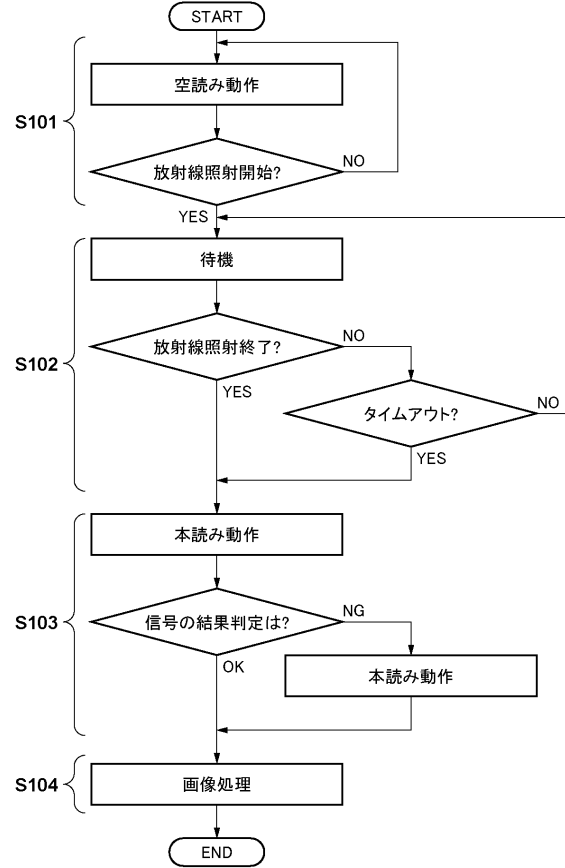 START
空読み動作
S101
放射線照射開始?
NO
YES
待機
放射線照射終了?
NO
S102
YES
タイムアウト?
NO
YES
本読み動作
信号の結果判定は?
NG
S103
OK
本読み動作
画像処理
S104
END